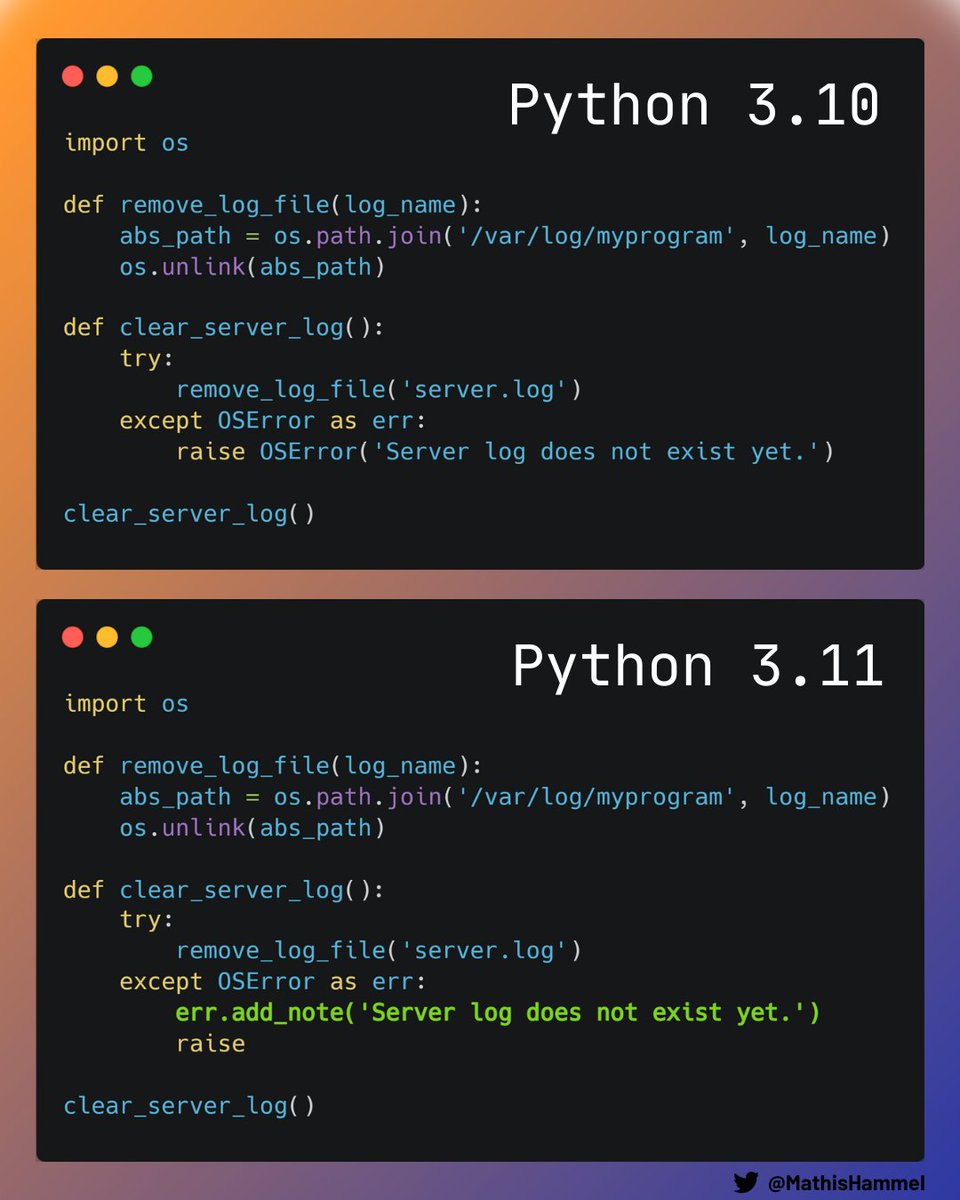 Python 3.10
import os
def remove_log_file(log_name):
    abs_path = os.path.join('/var/log/myprogram', log_name)
    os.unlink(abs_path)
def clear_server_log():
    try:
        remove_log_file('server.log')
    except OSError as err:
        raise OSError('Server log does not exist yet.')
clear_server_log()
Python 3.11
import os
def remove_log_file(log_name):
    abs_path = os.path.join('/var/log/myprogram', log_name)
    os.unlink(abs_path)
def clear_server_log():
    try:
        remove_log_file('server.log')
    except OSError as err:
        err.add_note('Server log does not exist yet.')
        raise
clear_server_log()
@MathisHammel